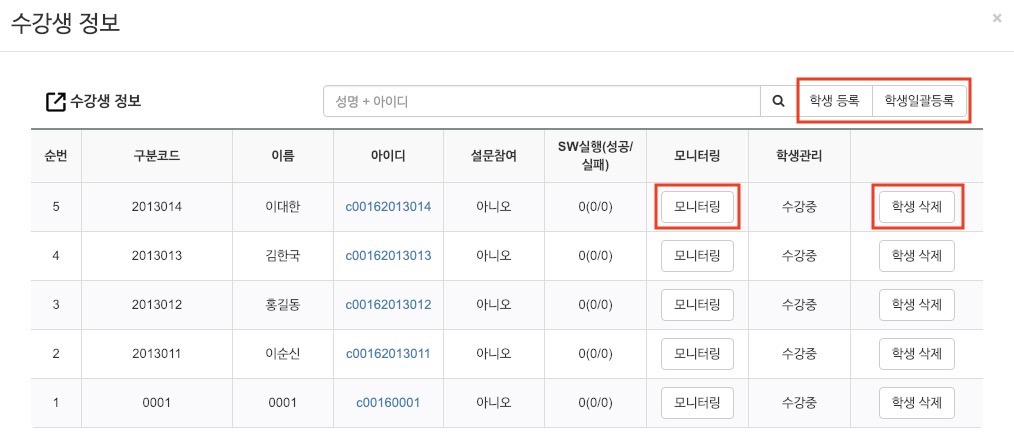 수강생 정보
×
수강생 정보
성명 + 아이디
학생 등록 학생일괄등록
순번 구분코드 이름 아이디 설문참여 SW실행(성공/
실패) 모니터링 학생관리
5 2013014 이대한 c00162013014 아니오 0(0/0) 모니터링 수강중 학생 삭제
4 2013013 김한국 c00162013013 아니오 0(0/0) 모니터링 수강중 학생 삭제
3 2013012 홍길동 c00162013012 아니오 0(0/0) 모니터링 수강중 학생 삭제
2 2013011 이순신 c00162013011 아니오 0(0/0) 모니터링 수강중 학생 삭제
1 0001 0001 c00160001 아니오 0(0/0) 모니터링 수강중 학생 삭제